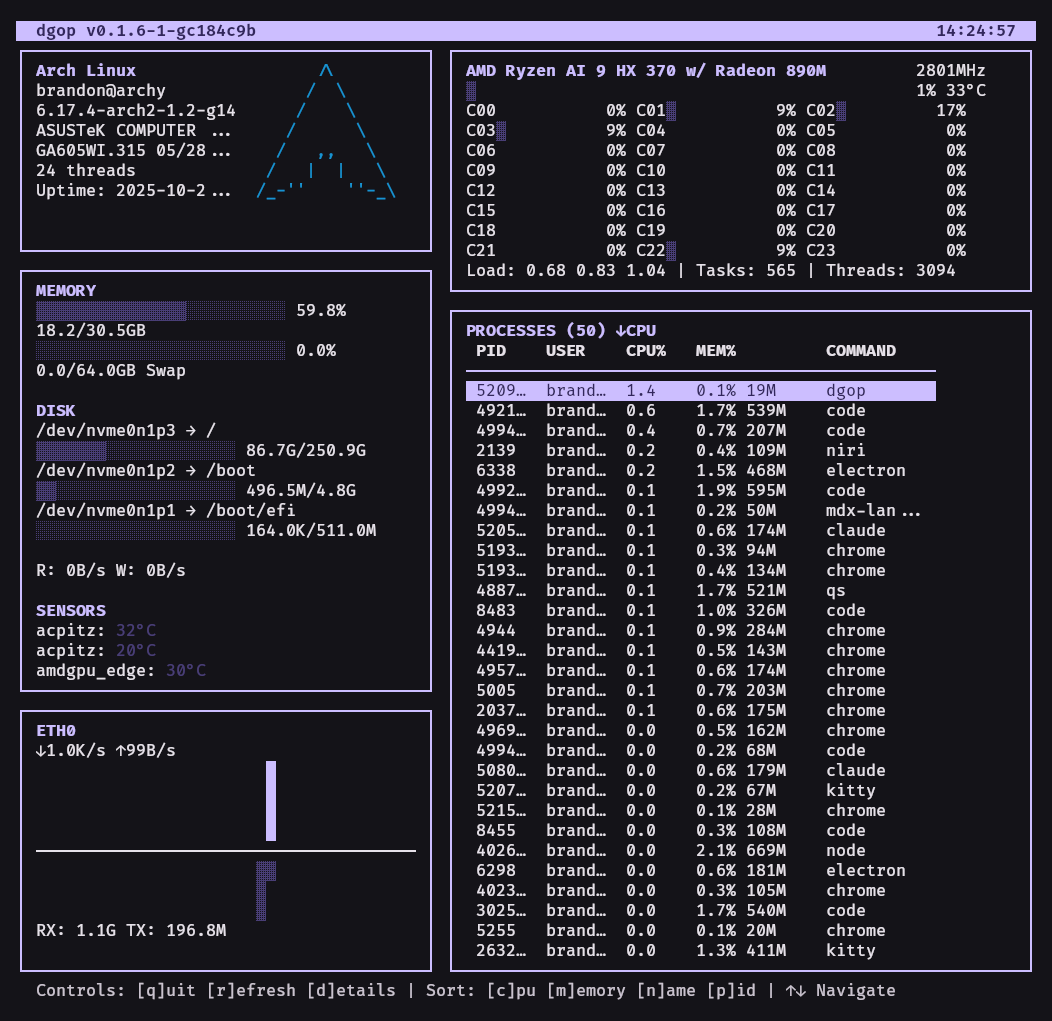 dgop v0.1.6-1-gc184c9b 14:24:57
Arch Linux
brandon@archy
6.17.4-arch2-1.2-g14
ASUSTeK COMPUTER ...
GA605WI.315 05/28...
24 threads
Uptime: 2025-10-2...
AMD Ryzen AI 9 HX 370 w/ Radeon 890M 2801MHz
1% 33°C
C00 0% C01 9% C02 17%
C03 9% C04 0% C05 0%
C06 0% C07 0% C08 0%
C09 0% C10 0% C11 0%
C12 0% C13 0% C14 0%
C15 0% C16 0% C17 0%
C18 0% C19 0% C20 0%
C21 0% C22 9% C23 0%
Load: 0.68 0.83 1.04 | Tasks: 565 | Threads: 3094
MEMORY
59.8%
18.2/30.5GB
0.0%
0.0/64.0GB Swap
DISK
/dev/nvme0n1p3 → /
86.7G/250.9G
/dev/nvme0n1p2 → /boot
496.5M/4.8G
/dev/nvme0n1p1 → /boot/efi
164.0K/511.0M
R: 0B/s W: 0B/s
SENSORS
acpitz: 32°C
acpitz: 20°C
amdgpu_edge: 30°C
ETH0
↓1.0K/s ↑99B/s
RX: 1.1G TX: 196.8M
PROCESSES (50) ↓CPU
PID USER CPU% MEM% COMMAND
5209… brand… 1.4 0.1% 19M dgop
4921… brand… 0.6 1.7% 539M code
4994… brand… 0.4 0.7% 207M code
2139 brand… 0.2 0.4% 109M niri
6338 brand… 0.2 1.5% 468M electron
4992… brand… 0.1 1.9% 595M code
4994… brand… 0.1 0.2% 50M mdx-lan...
5205… brand… 0.1 0.6% 174M claude
5193… brand… 0.1 0.3% 94M chrome
5193… brand… 0.1 0.4% 134M chrome
4887… brand… 0.1 1.7% 521M qs
8483 brand… 0.1 1.0% 326M code
4944 brand… 0.1 0.9% 284M chrome
4419… brand… 0.1 0.5% 143M chrome
4957… brand… 0.1 0.6% 174M chrome
5005 brand… 0.1 0.7% 203M chrome
2037… brand… 0.1 0.6% 175M chrome
4969… brand… 0.0 0.5% 162M chrome
4994… brand… 0.0 0.2% 68M code
5080… brand… 0.0 0.6% 179M claude
5207… brand… 0.0 0.2% 67M kitty
5215… brand… 0.0 0.1% 28M chrome
8455 brand… 0.0 0.3% 108M code
4026… brand… 0.0 2.1% 669M node
6298 brand… 0.0 0.6% 181M electron
4023… brand… 0.0 0.3% 105M chrome
3025… brand… 0.0 1.7% 540M code
5255 brand… 0.0 0.1% 20M chrome
2632… brand… 0.0 1.3% 411M kitty
Controls: [q]uit [r]efresh [d]etails | Sort: [c]pu [m]emory [n]ame [p]id | ↑↓ Navigate